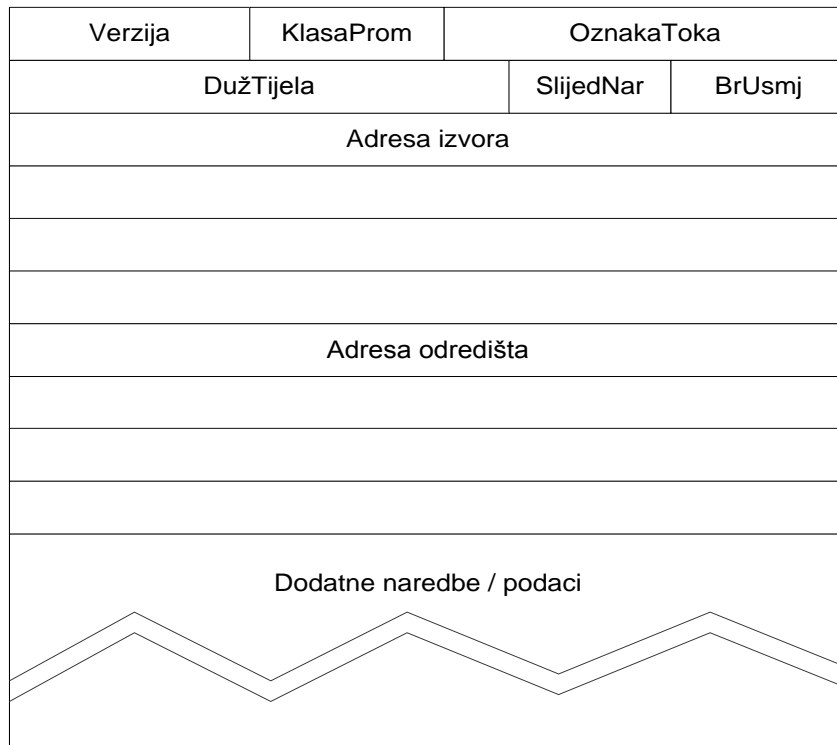 Verzija KlasaProm OznakaToka
DužTijela SlijedNar BrUsmj
Adresa izvora
Adresa odredišta
Dodatne naredbe / podaci